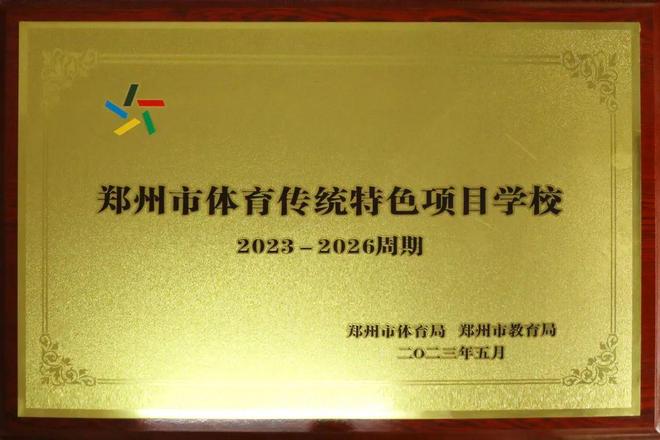 郑州市体育传统特色项目学校
2023－2026周期
郑州市体育局 郑州市教育局
二〇二三年五月